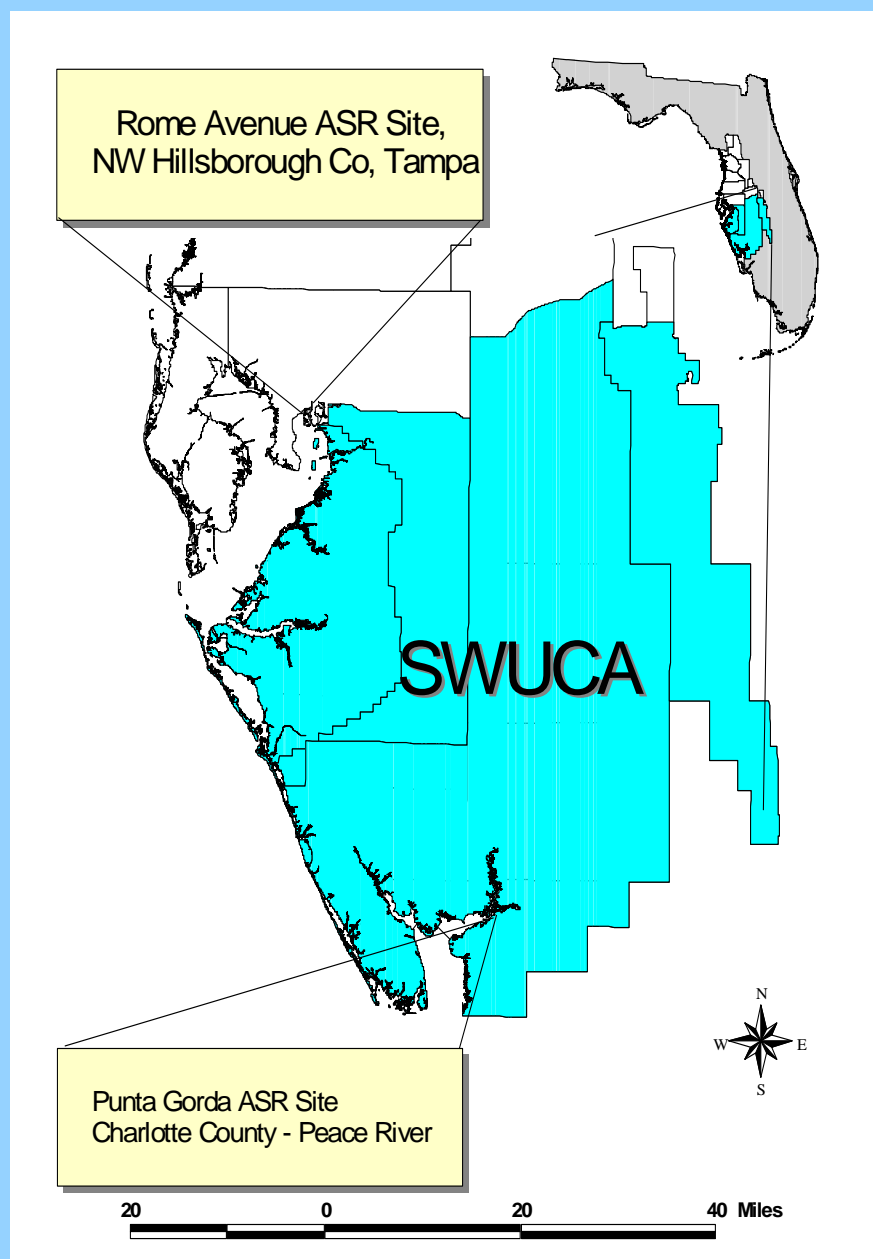 Rome Avenue ASR Site,
NW Hillsborough Co, Tampa
SWUCA
N
W E
S
Punta Gorda ASR Site
Charlotte County - Peace River
20 0 20 40 Miles